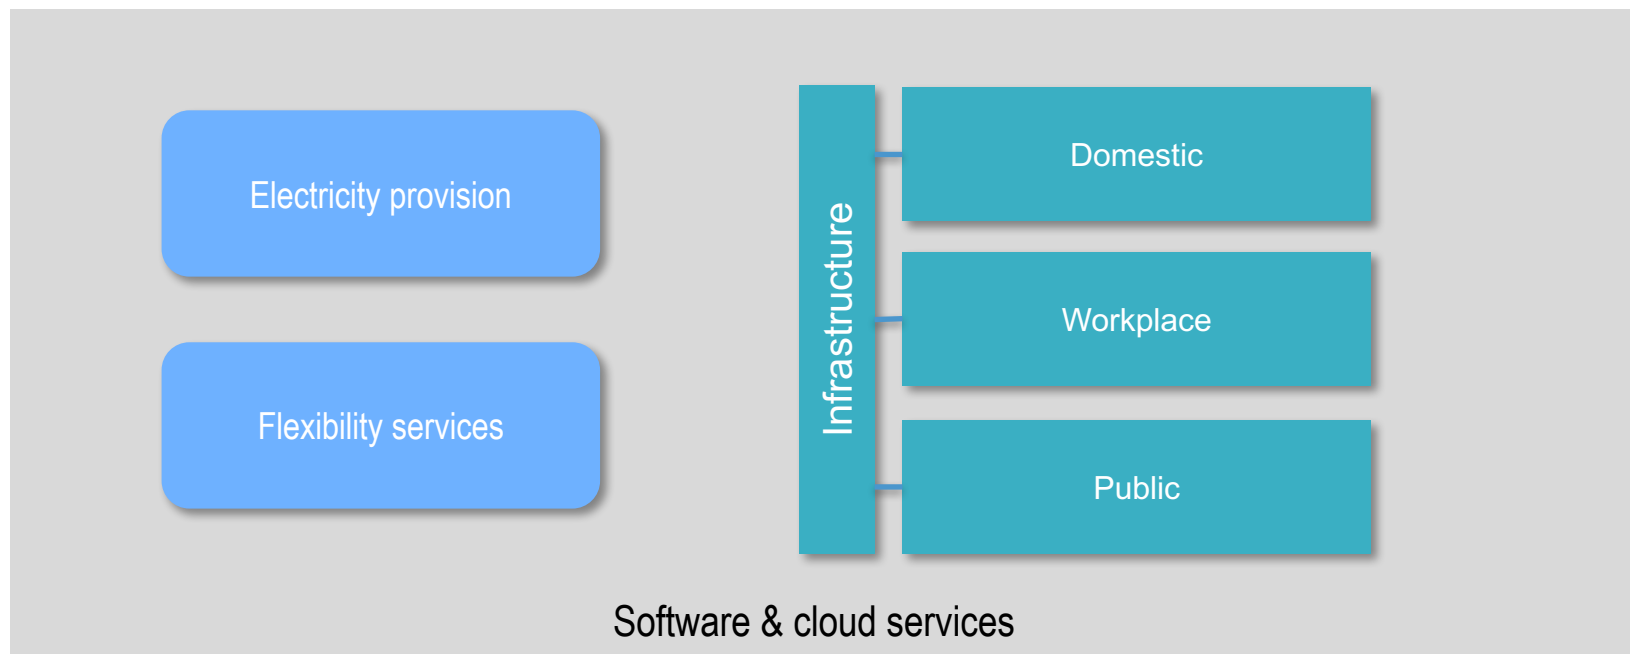 Electricity provision
Flexibility services
Infrastructure
Domestic
Workplace
Public
Software & cloud services